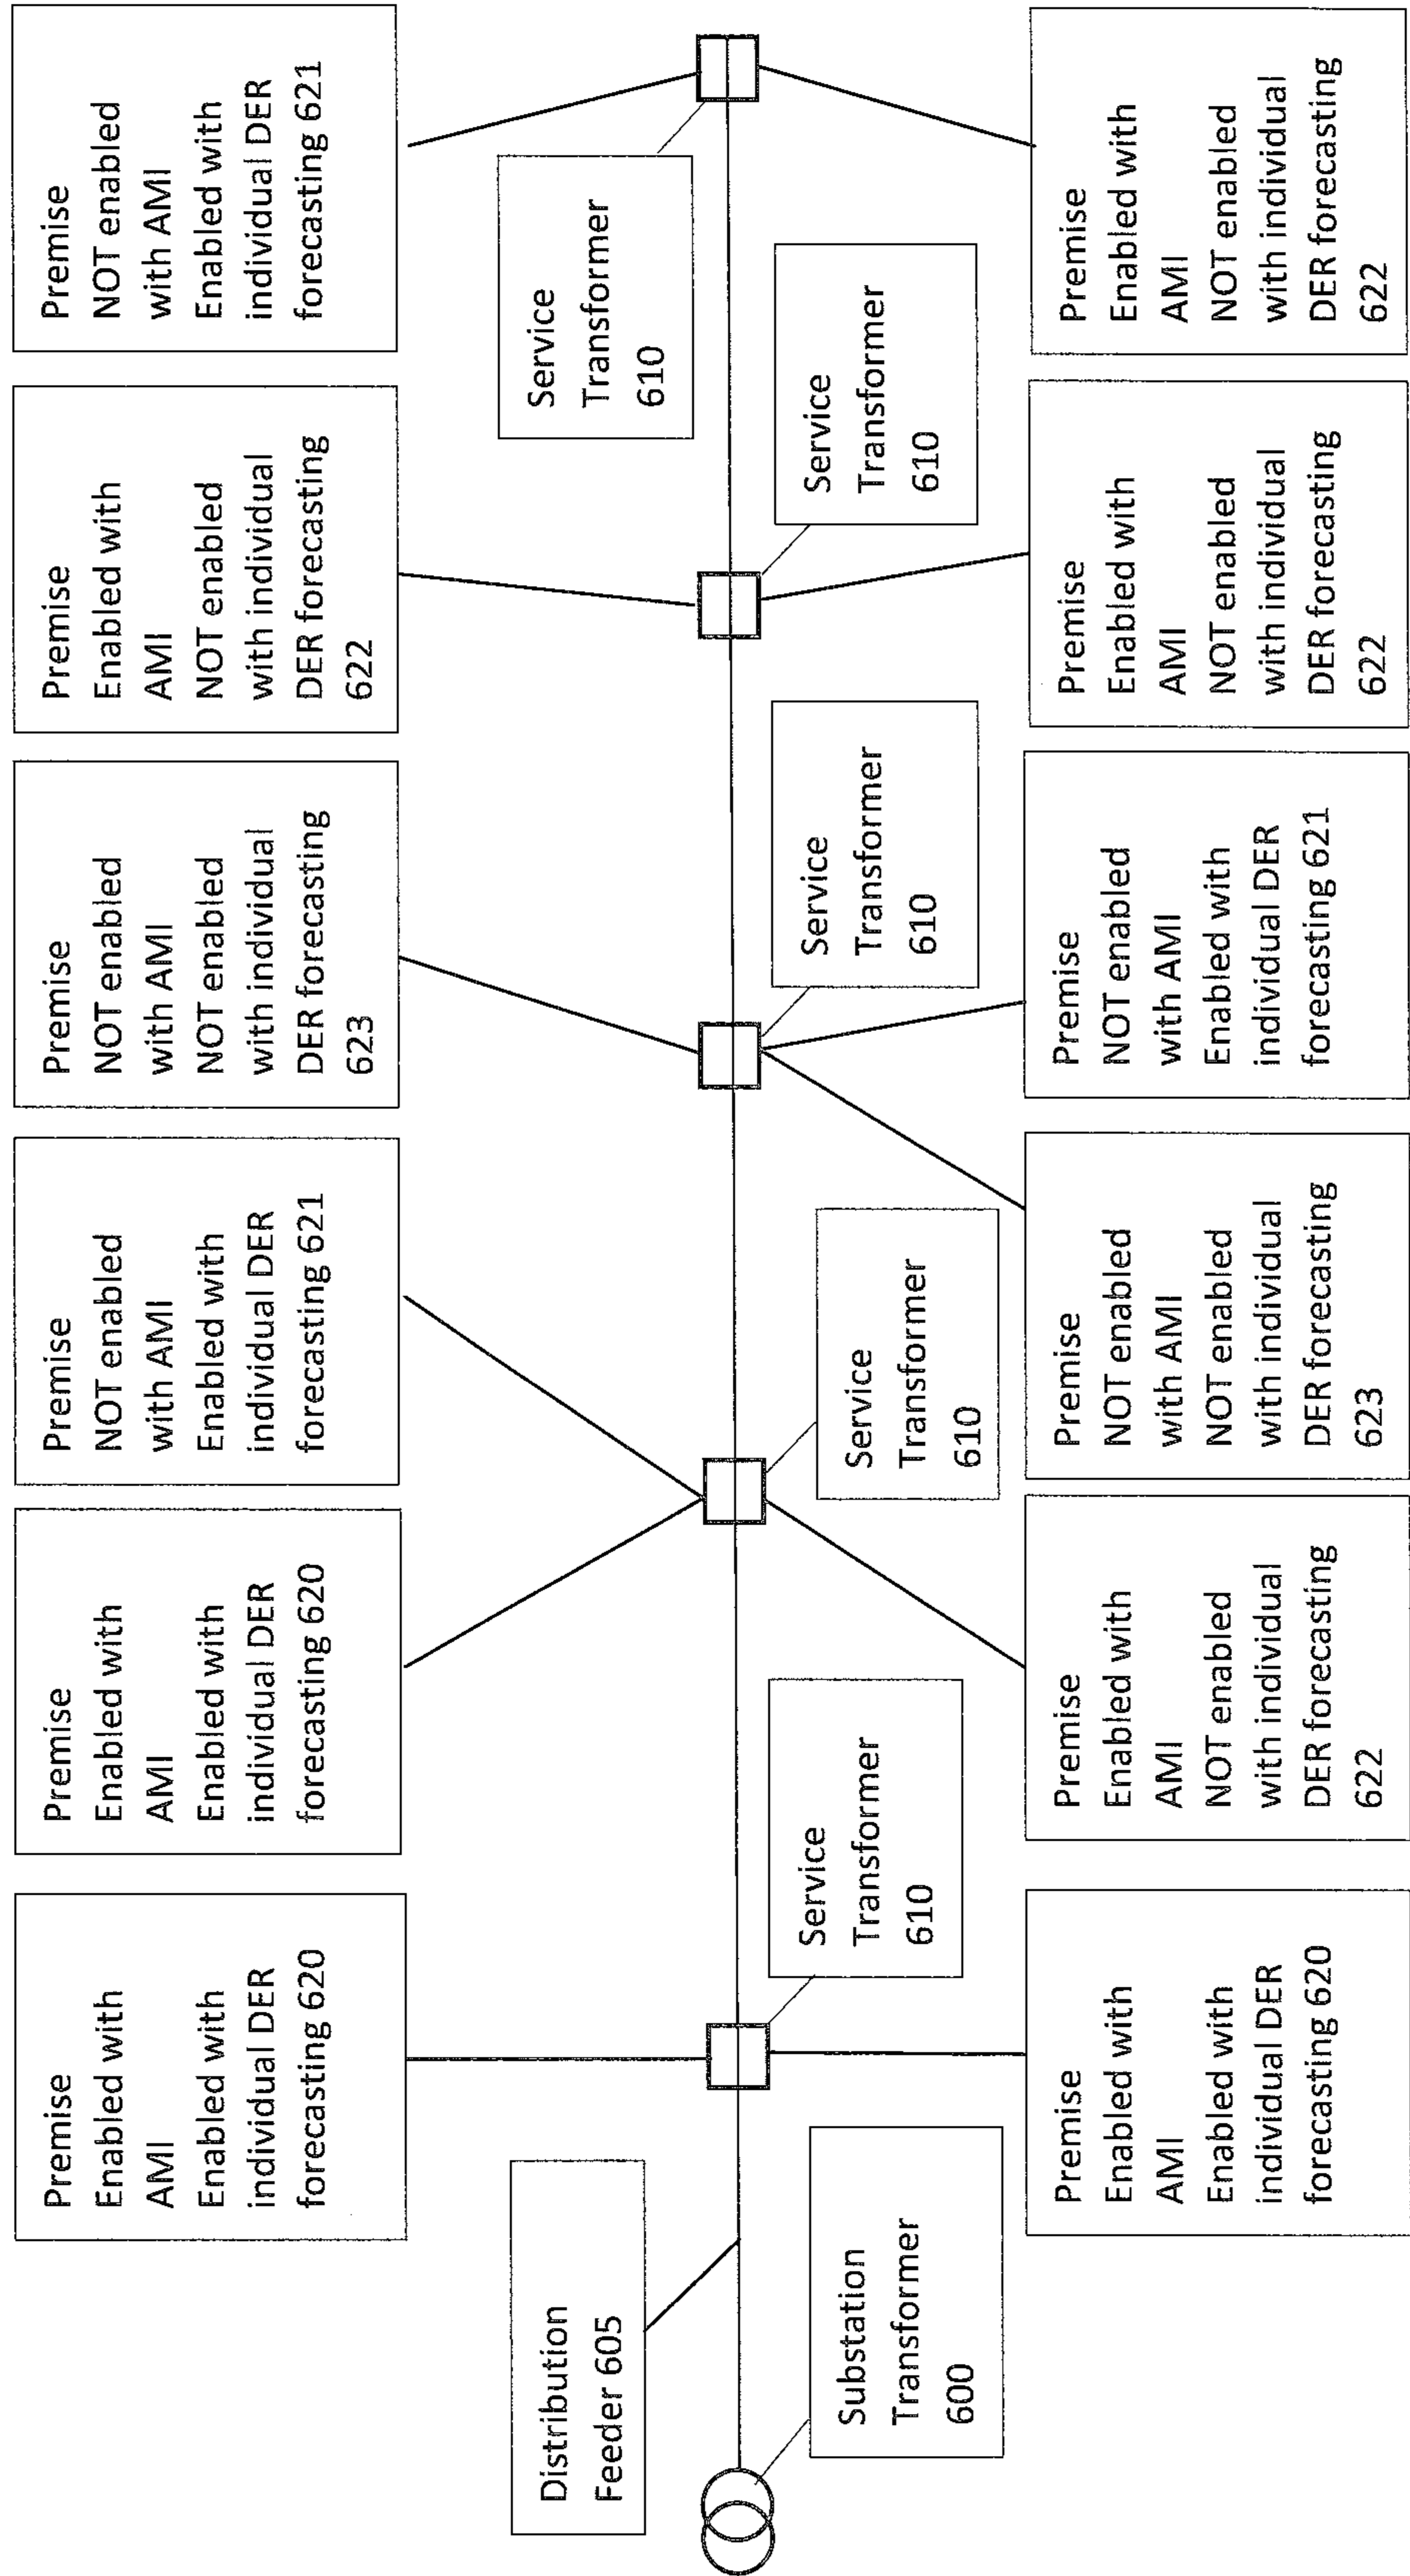 Premise
Enabled with
AMI
Enabled with
individual DER
forecasting 620
Premise
Enabled with
AMI
Enabled with
individual DER
forecasting 620
Premise
NOT enabled
with AMI
Enabled with
individual DER
forecasting 621
Premise
NOT enabled
with AMI
NOT enabled
with individual
DER forecasting
623
Premise
Enabled with
AMI
NOT enabled
with individual
DER forecasting
622
Premise
NOT enabled
with AMI
Enabled with
individual DER
forecasting 621
Distribution
Feeder 605
Service
Transformer
610
Substation
Transformer
600
Service
Transformer
610
Service
Transformer
610
Service
Transformer
610
Service
Transformer
610
Premise
Enabled with
AMI
Enabled with
individual DER
forecasting 620
Premise
Enabled with
AMI
NOT enabled
with individual
DER forecasting
622
Premise
NOT enabled
with AMI
NOT enabled
with individual
DER forecasting
623
Premise
NOT enabled
with AMI
Enabled with
individual DER
forecasting 621
Premise
Enabled with
AMI
NOT enabled
with individual
DER forecasting
622
Premise
Enabled with
AMI
NOT enabled
with individual
DER forecasting
622